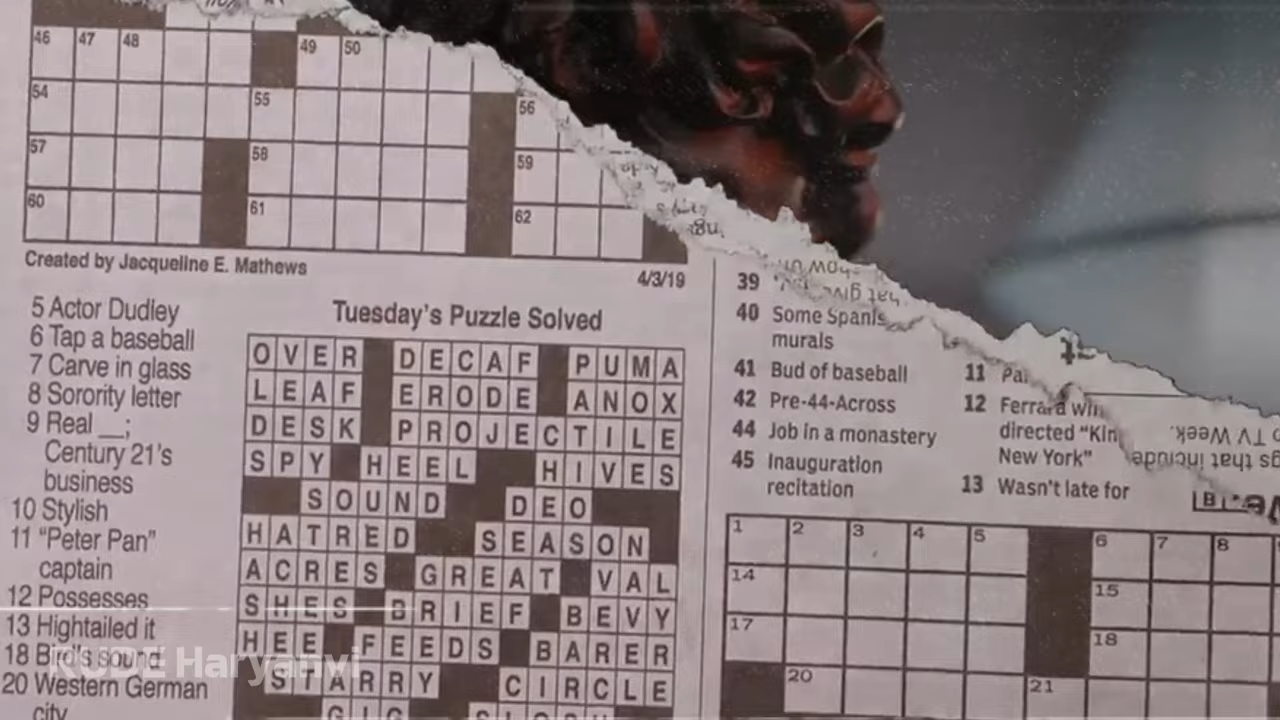 46 47 48 49 50
54 55 56
57 58 59
60 61 62
Created by Jacqueline E. Mathews
4/3/19
5 Actor Dudley
6 Tap a baseball
7 Carve in glass
8 Sorority letter
9 Real __;
Century 21's
business
10 Stylish
11 “Peter Pan”
captain
12 Possesses
13 Hightailed it
18 Bird's sound
20 Western German
city
Tuesday's Puzzle Solved
OVER DECAF PUMA
LEAF ERODE ANOX
DESK PROJECTILE
SPY HEEL HIVES
SOUND DEO
HATRED SEASON
ACRES GREAT VAL
SHES BRIEF BEVY
HEE FEEDS BARER
STARRY CIRCLE
GIG
39
40 Some
murals
41 Bud of baseball
42 Pre-44-Across
44 Job in a monastery
45 Inauguration
recitation
11
12 Ferrara
directed
New York”
13 Wasn't late for
TV Week.
1 2 3 4 5 6 7 8
14 15
17 18
20 21
RUDE Haryanvi